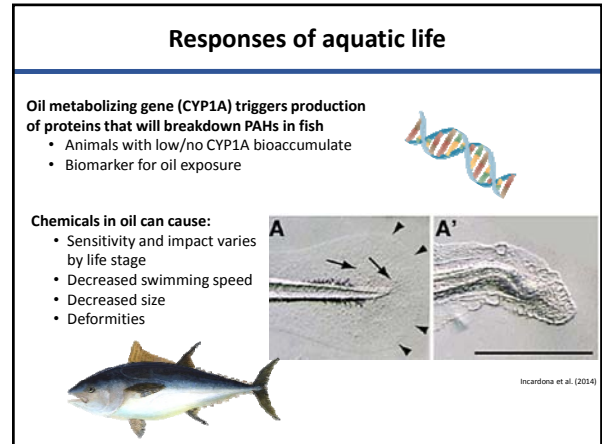 Responses of aquatic life
Oil metabolizing gene (CYP1A) triggers production
of proteins that will breakdown PAHs in fish
• Animals with low/no CYP1A bioaccumulate
• Biomarker for oil exposure
Chemicals in oil can cause:
• Sensitivity and impact varies
by life stage
• Decreased swimming speed
• Decreased size
• Deformities
A
A'
Incardona et al. (2014)